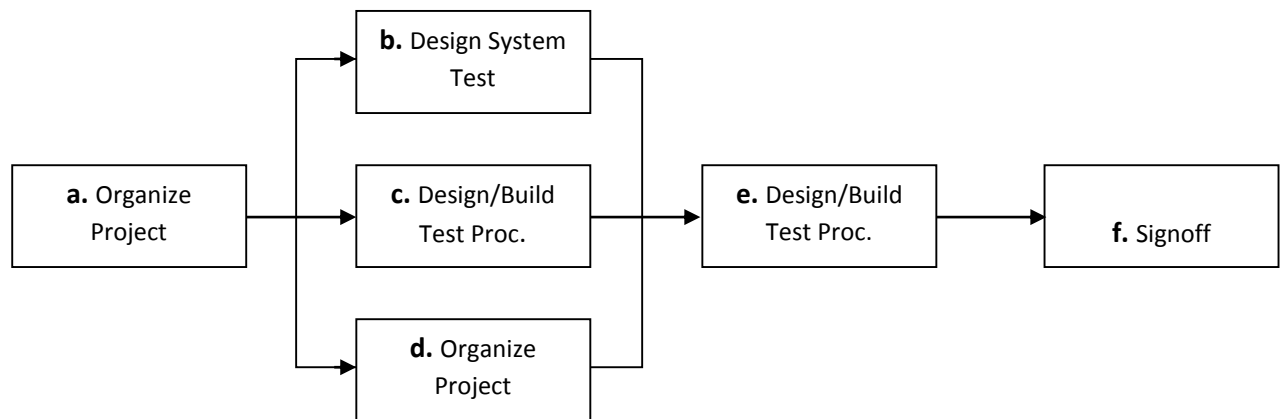 b. Design System
Test
a. Organize
Project
c. Design/Build
Test Proc.
e. Design/Build
Test Proc.
f. Signoff
d. Organize
Project